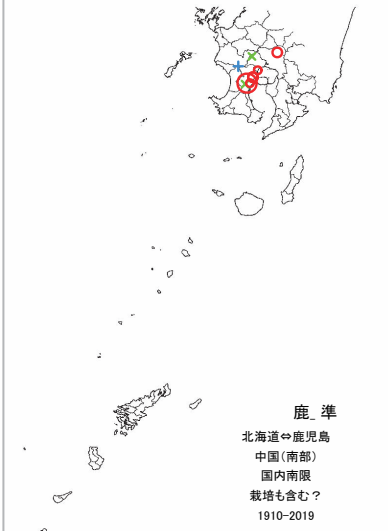 鹿_準
北海道⇔鹿児島
中国(南部)
国内南限
栽培も含む？
1910-2019